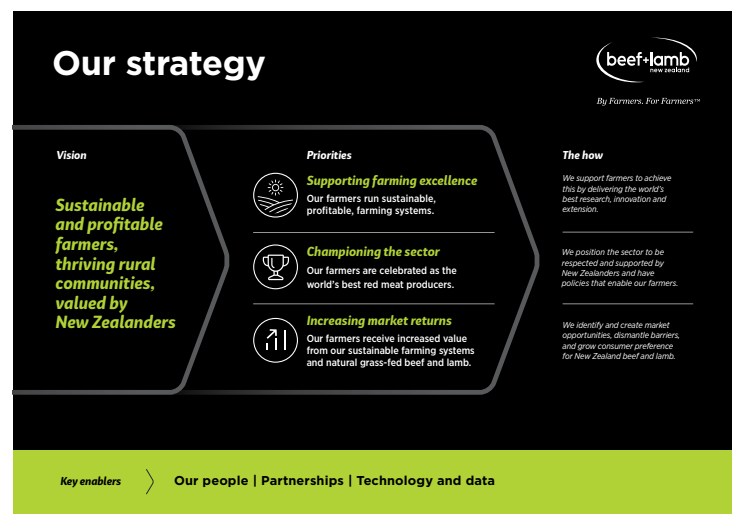 Our strategy
beef+lamb
new zealand
By Farmers. For Farmers™
Vision
Sustainable
and profitable
farmers,
thriving rural
communities,
valued by
New Zealanders
Priorities
Supporting farming excellence
Our farmers run sustainable,
profitable, farming systems.
Championing the sector
Our farmers are celebrated as the
world's best red meat producers.
Increasing market returns
Our farmers receive increased value
from our sustainable farming systems
and natural grass-fed beef and lamb.
The how
We support farmers to achieve
this by delivering the world's
best research, innovation and
extension.
We position the sector to be
respected and supported by
New Zealanders and have
policies that enable our farmers.
We identify and create market
opportunities, dismantle barriers,
and grow consumer preference
for New Zealand beef and lamb.
Key enablers
Our people | Partnerships | Technology and data